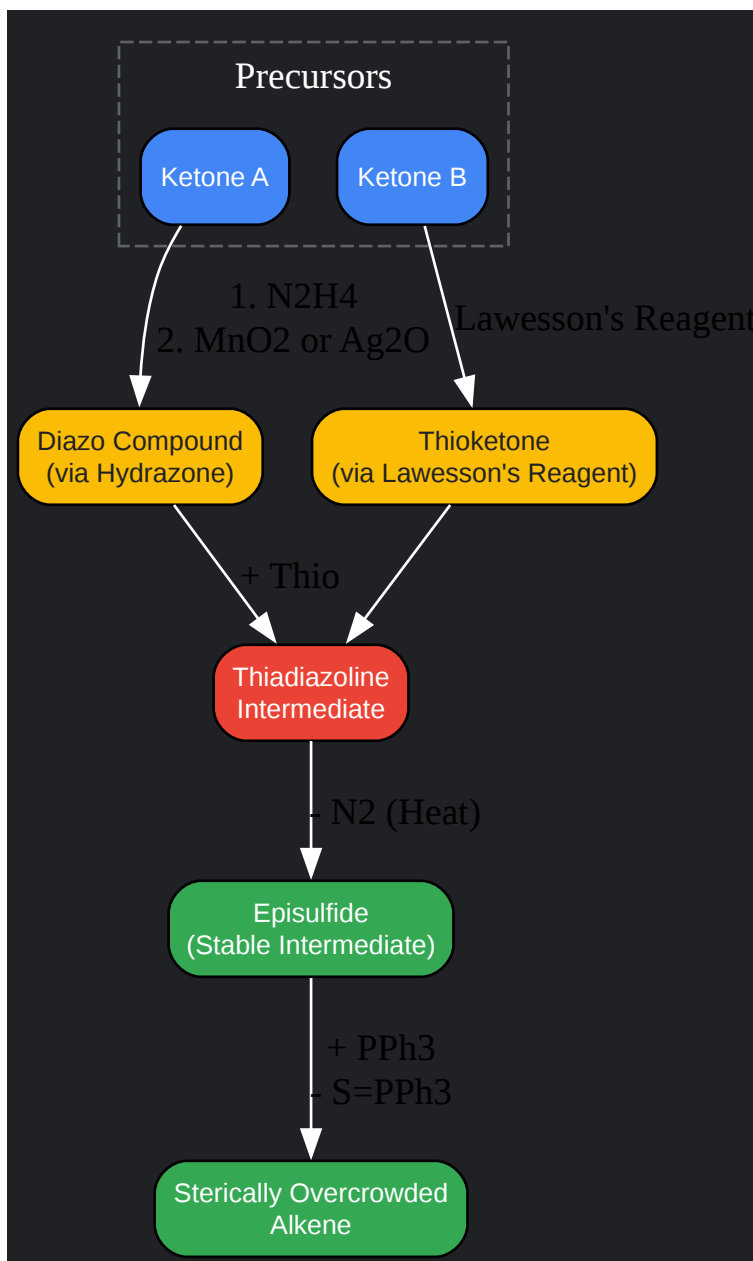 Precursors
Ketone A
Ketone B
1. N2H4
2. MnO2 or Ag2O
Lawesson's Reagent
Diazo Compound
(via Hydrazone)
Thioketone
(via Lawesson's Reagent)
+ Thio
Thiadiazoline
Intermediate
- N2 (Heat)
Episulfide
(Stable Intermediate)
+ PPh3
- S=PPh3
Sterically Overcrowded
Alkene